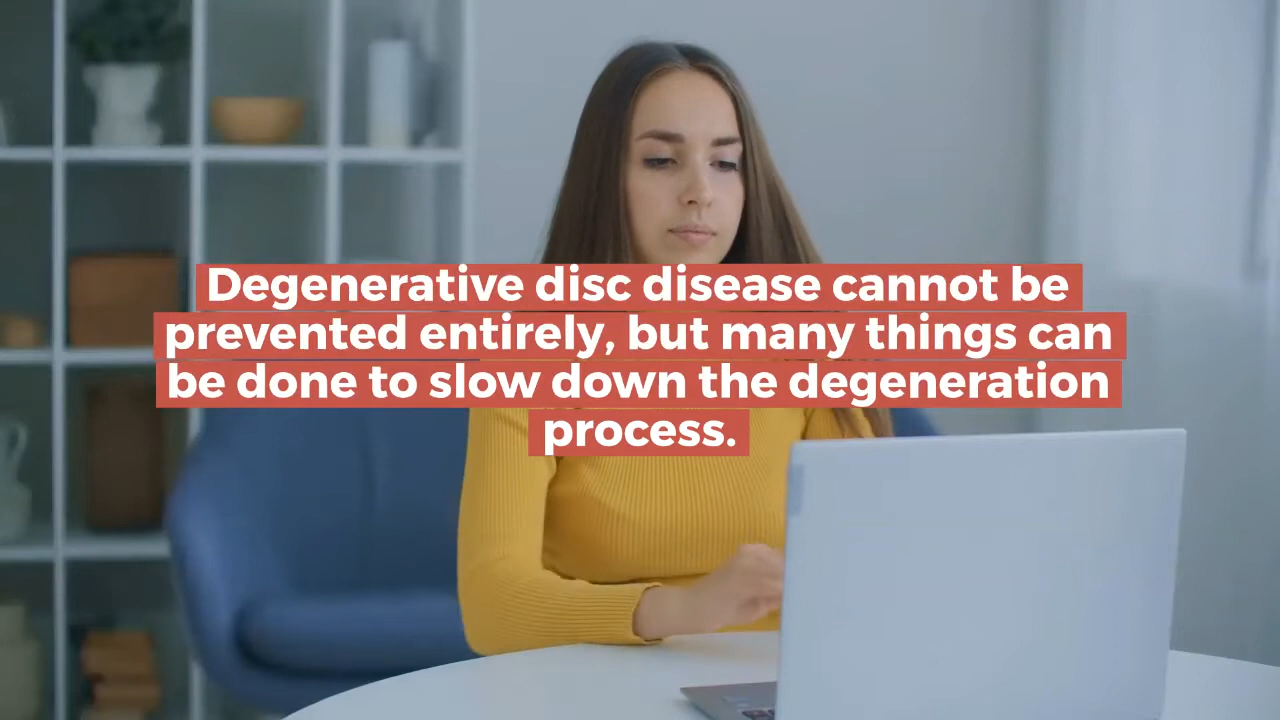 Degenerative disc disease cannot be
prevented entirely, but many things can
be done to slow down the degeneration
process.